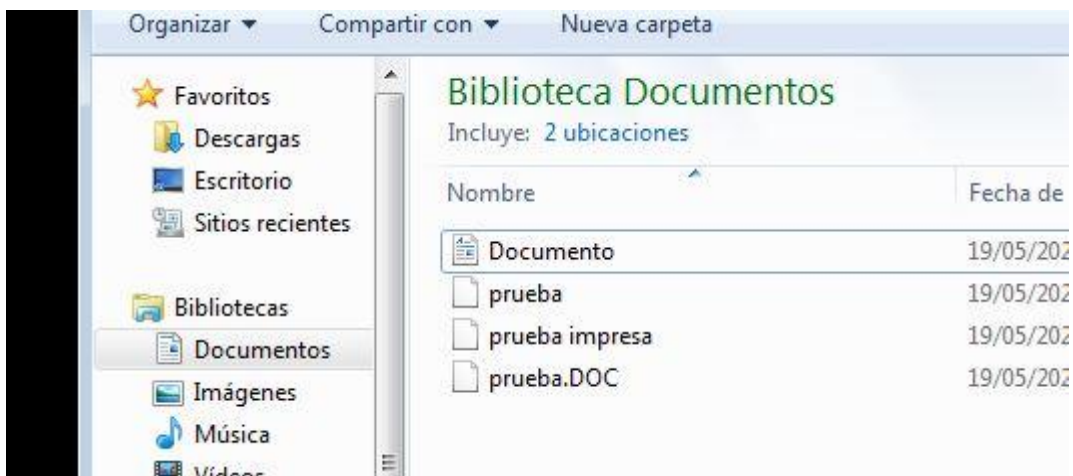 Organizar Compartir con Nueva carpeta
Favoritos
Descargas
Escritorio
Sitios recientes
Bibliotecas
Documentos
Imágenes
Música
Vídeos
Biblioteca Documentos
Incluye: 2 ubicaciones
Nombre Fecha de
Documento 19/05/202
prueba 19/05/202
prueba impresa 19/05/202
prueba.DOC 19/05/202